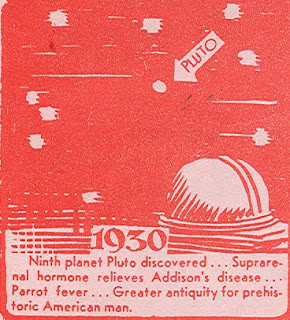 PLUTO
1930
Ninth planet Pluto discovered ... Suprare-
nal hormone relieves Addison's disease ...
Parrot fever ... Greater antiquity for prehis-
toric American man.